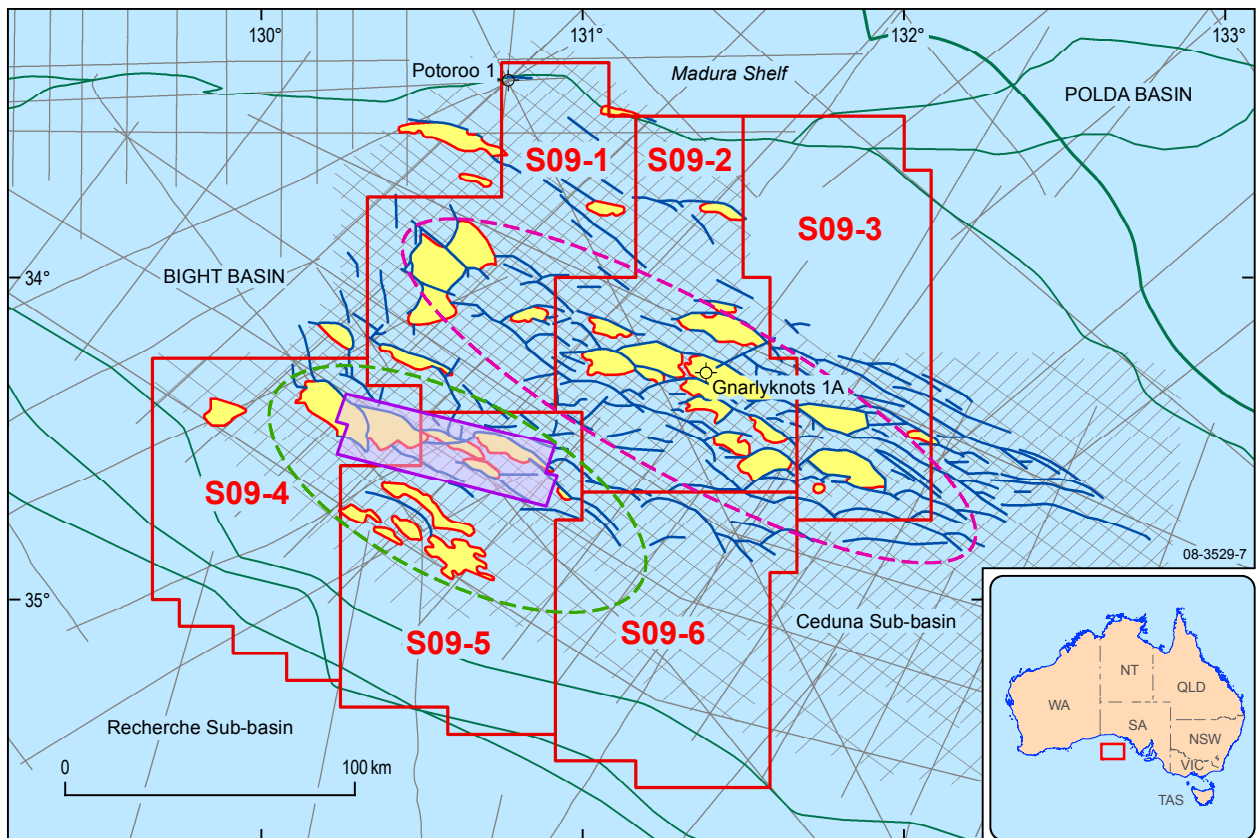 130°
131°
132°
133°
Potoroo 1
Madura Shelf
POLDA BASIN
S09-1
S09-2
S09-3
BIGHT BASIN
34°
Gnarlyknots 1A
S09-4
08-3529-7
35°
S09-5
S09-6
Ceduna Sub-basin
Recherche Sub-basin
0
100 km
NT
QLD
WA
SA
NSW
VIC
TAS